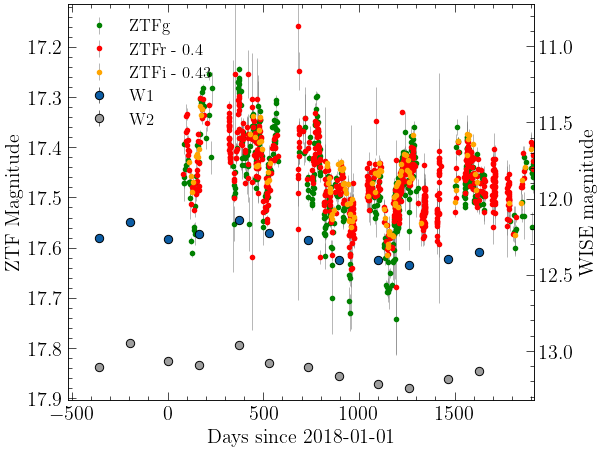 ZTFg
ZTFr - 0.4
ZTFi - 0.43
W1
W2
ZTF Magnitude
17.2
17.3
17.4
17.5
17.6
17.7
17.8
17.9
WISE magnitude
11.0
11.5
12.0
12.5
13.0
−500
0
500
1000
1500
Days since 2018-01-01